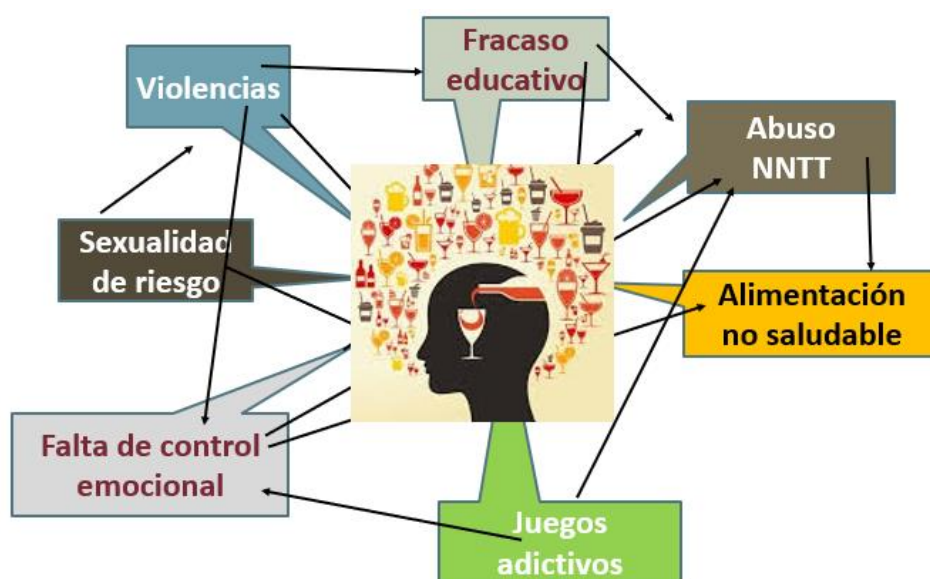 Fracaso
educativo
Violencias
Abuso
NNTT
Sexualidad
de riesgo
Alimentación
no saludable
Falta de control
emocional
Juegos
adictivos